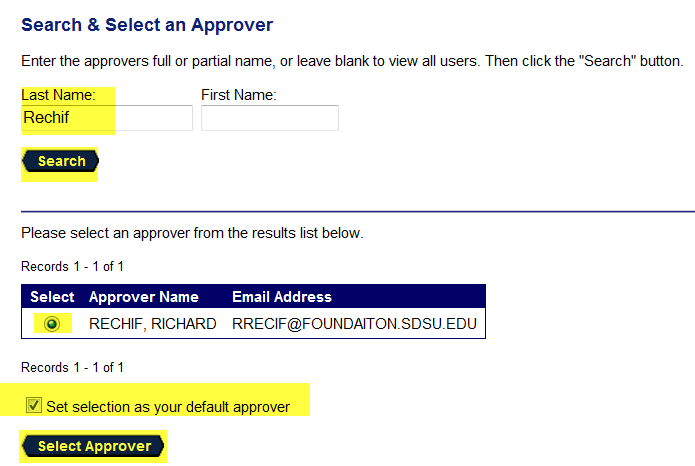 Search & Select an Approver
Enter the approvers full or partial name, or leave blank to view all users. Then click the "Search" button.
Last Name: First Name:
Rechif
Search
Please select an approver from the results list below.
Records 1 - 1 of 1
Select Approver Name Email Address
RECHIF, RICHARD RRECIF@FOUNDAITON.SDSU.EDU
Records 1 - 1 of 1
Set selection as your default approver
Select Approver